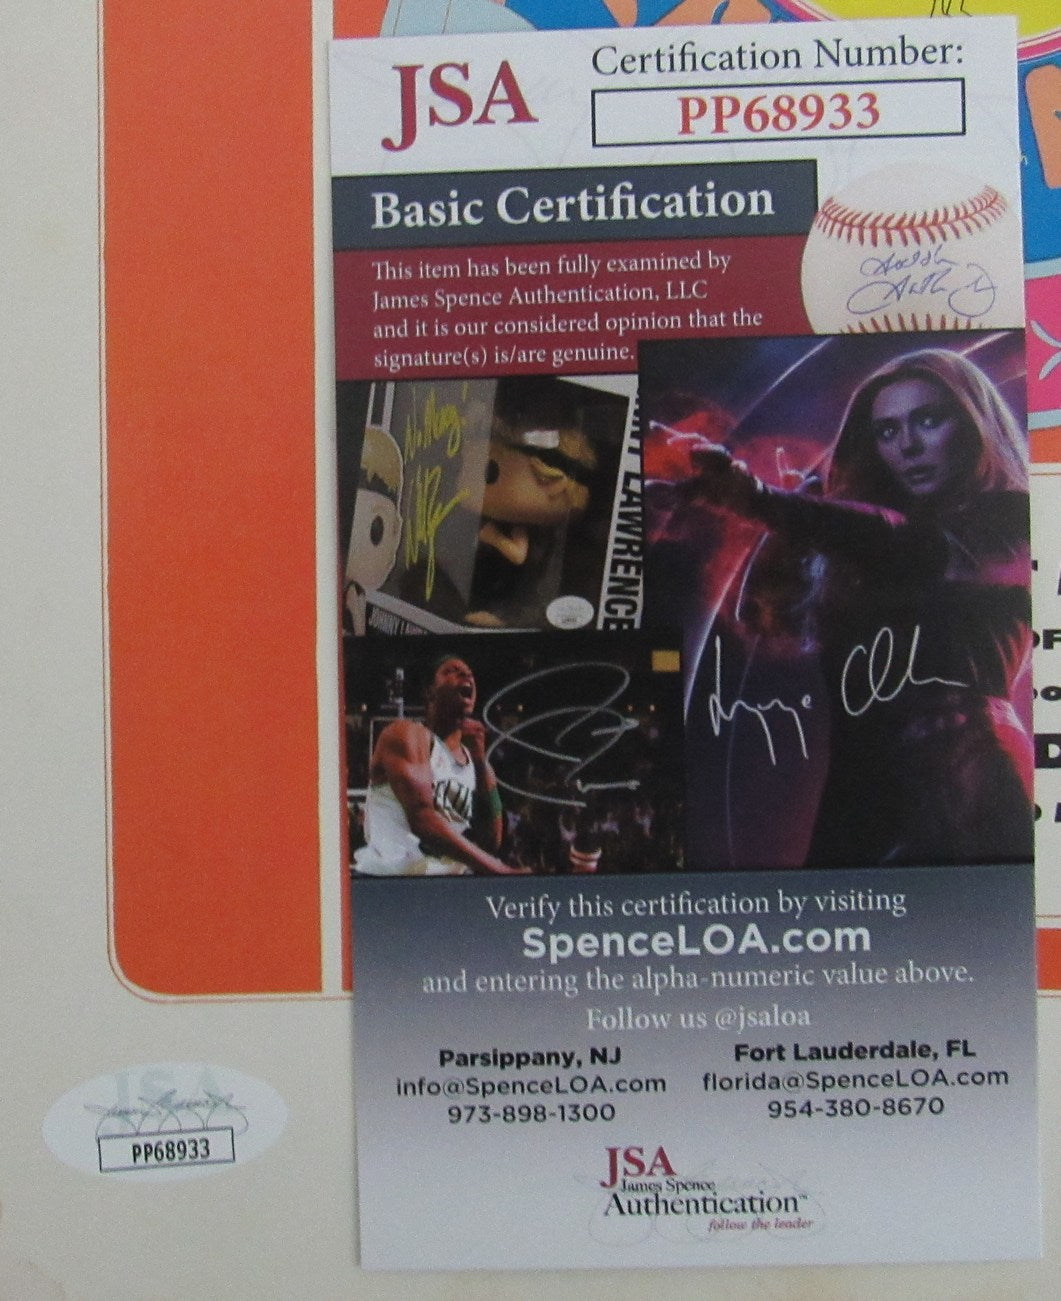 JSA
Certification Number:
PP68933
Basic Certification
This item has been fully examined by
James Spence Authentication, LLC
and it is our considered opinion that the
signature(s) is/are genuine.
LAWRENCE
Verify this certification by visiting
SpenceLOA.com
and entering the alpha-numeric value above.
Follow us @jsaloa
Parsippany, NJ
info@SpenceLOA.com
973-898-1300
Fort Lauderdale, FL
florida@SpenceLOA.com
954-380-8670
JSA
James Spence
Authentication™
follow the leader
JSA
PP68933